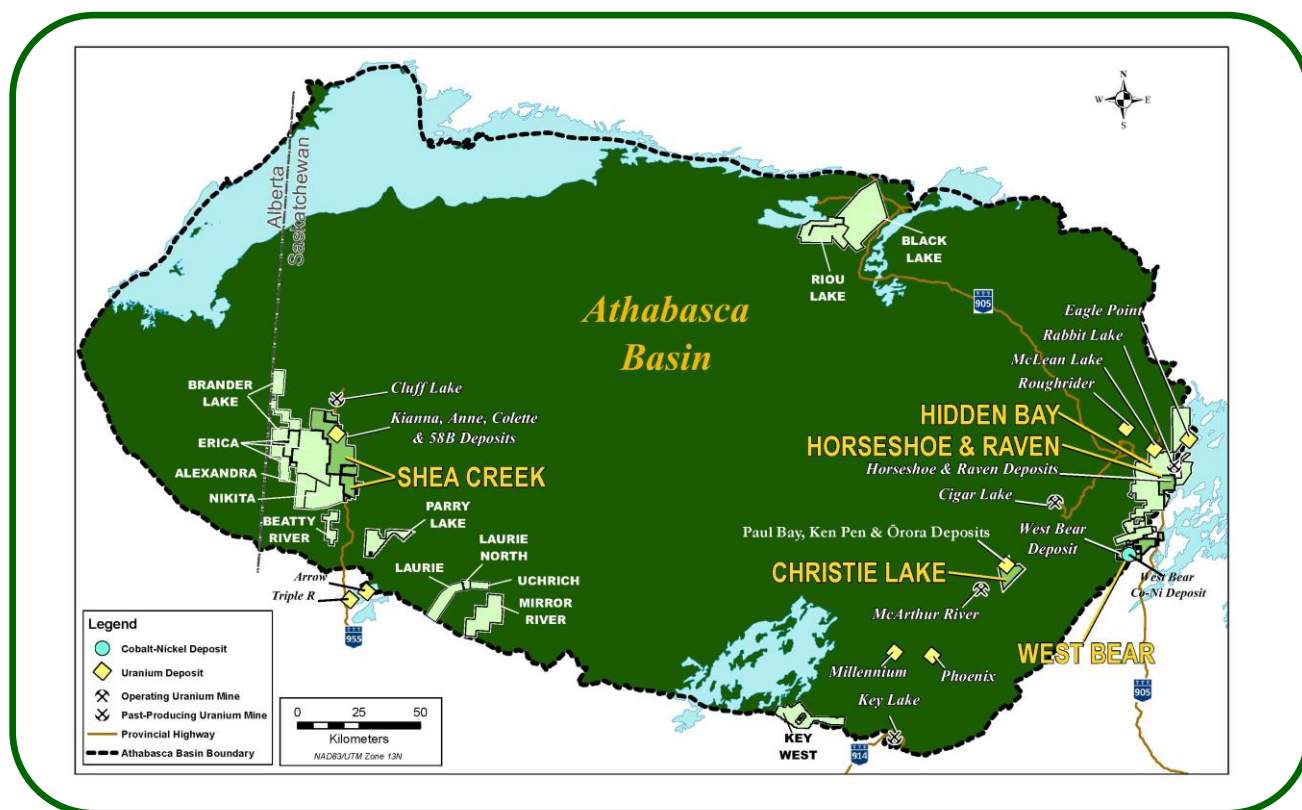 N
W E
S
Alberta
Saskatchewan
BLACK
LAKE
RIOU
LAKE
905
Athabasca
Basin
Eagle Point
Rabbit Lake
McLean Lake
Roughrider
HIDDEN BAY
HORSESHOE & RAVEN
Horseshoe & Raven Deposits
Cigar Lake
BRANDER
LAKE
Cluff Lake
Kianna, Anne, Colette
& 58B Deposits
ERICA
SHEA CREEK
ALEXANDRA
NIKITA
BEATTY
RIVER
PARRY
LAKE
LAURIE
NORTH
LAURIE
UCHRICH
MIRROR
RIVER
Arrow
Triple R
955
Paul Bay, Ken Pen & Ōrora Deposits
CHRISTIE LAKE
McArthur River
West Bear
Deposit
West Bear
Co-Ni Deposit
WEST BEAR
Millennium
Phoenix
Key Lake
KEY
WEST
914
905
Legend
Cobalt-Nickel Deposit
Uranium Deposit
Operating Uranium Mine
Past-Producing Uranium Mine
Provincial Highway
Athabasca Basin Boundary
0 25 50
Kilometers
NAD83/UTM Zone 13N